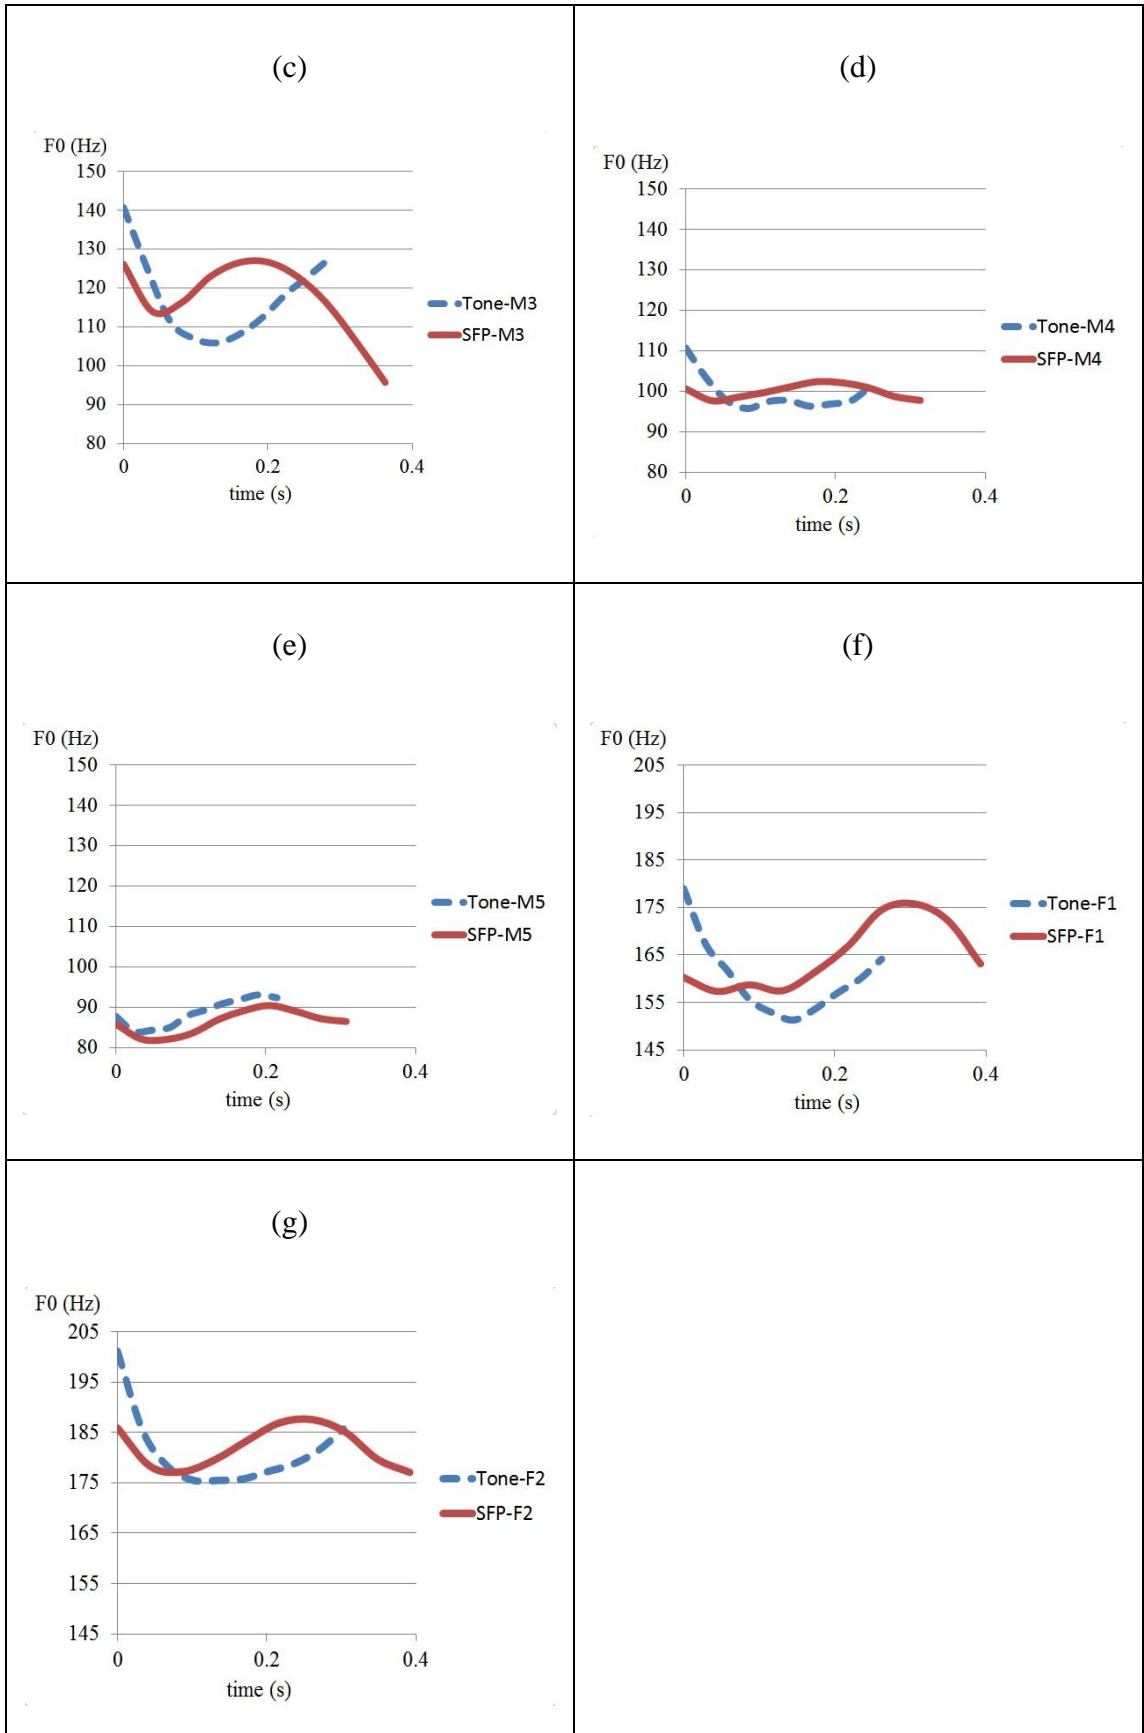 (c)
F0 (Hz)
150
140
130
120
110
100
90
80
0 0.2 0.4
time (s)
Tone-M3
SFP-M3
(d)
F0 (Hz)
150
140
130
120
110
100
90
80
0 0.2 0.4
time (s)
Tone-M4
SFP-M4
(e)
F0 (Hz)
150
140
130
120
110
100
90
80
0 0.2 0.4
time (s)
Tone-M5
SFP-M5
(f)
F0 (Hz)
205
195
185
175
165
155
145
0 0.2 0.4
time (s)
Tone-F1
SFP-F1
(g)
F0 (Hz)
205
195
185
175
165
155
145
0 0.2 0.4
time (s)
Tone-F2
SFP-F2